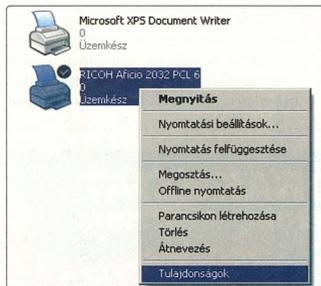 Microsoft XPS Document Writer
0
Üzemkész
RICOH Aficio 2032 PCL 6
0
Üzemkész
Megnyitás
Nyomtatási beállítások...
Nyomtatás felfüggesztése
Megosztás...
Offline nyomtatás
Parancsikon létrehozása
Törlés
Átnevezés
Tulajdonságok